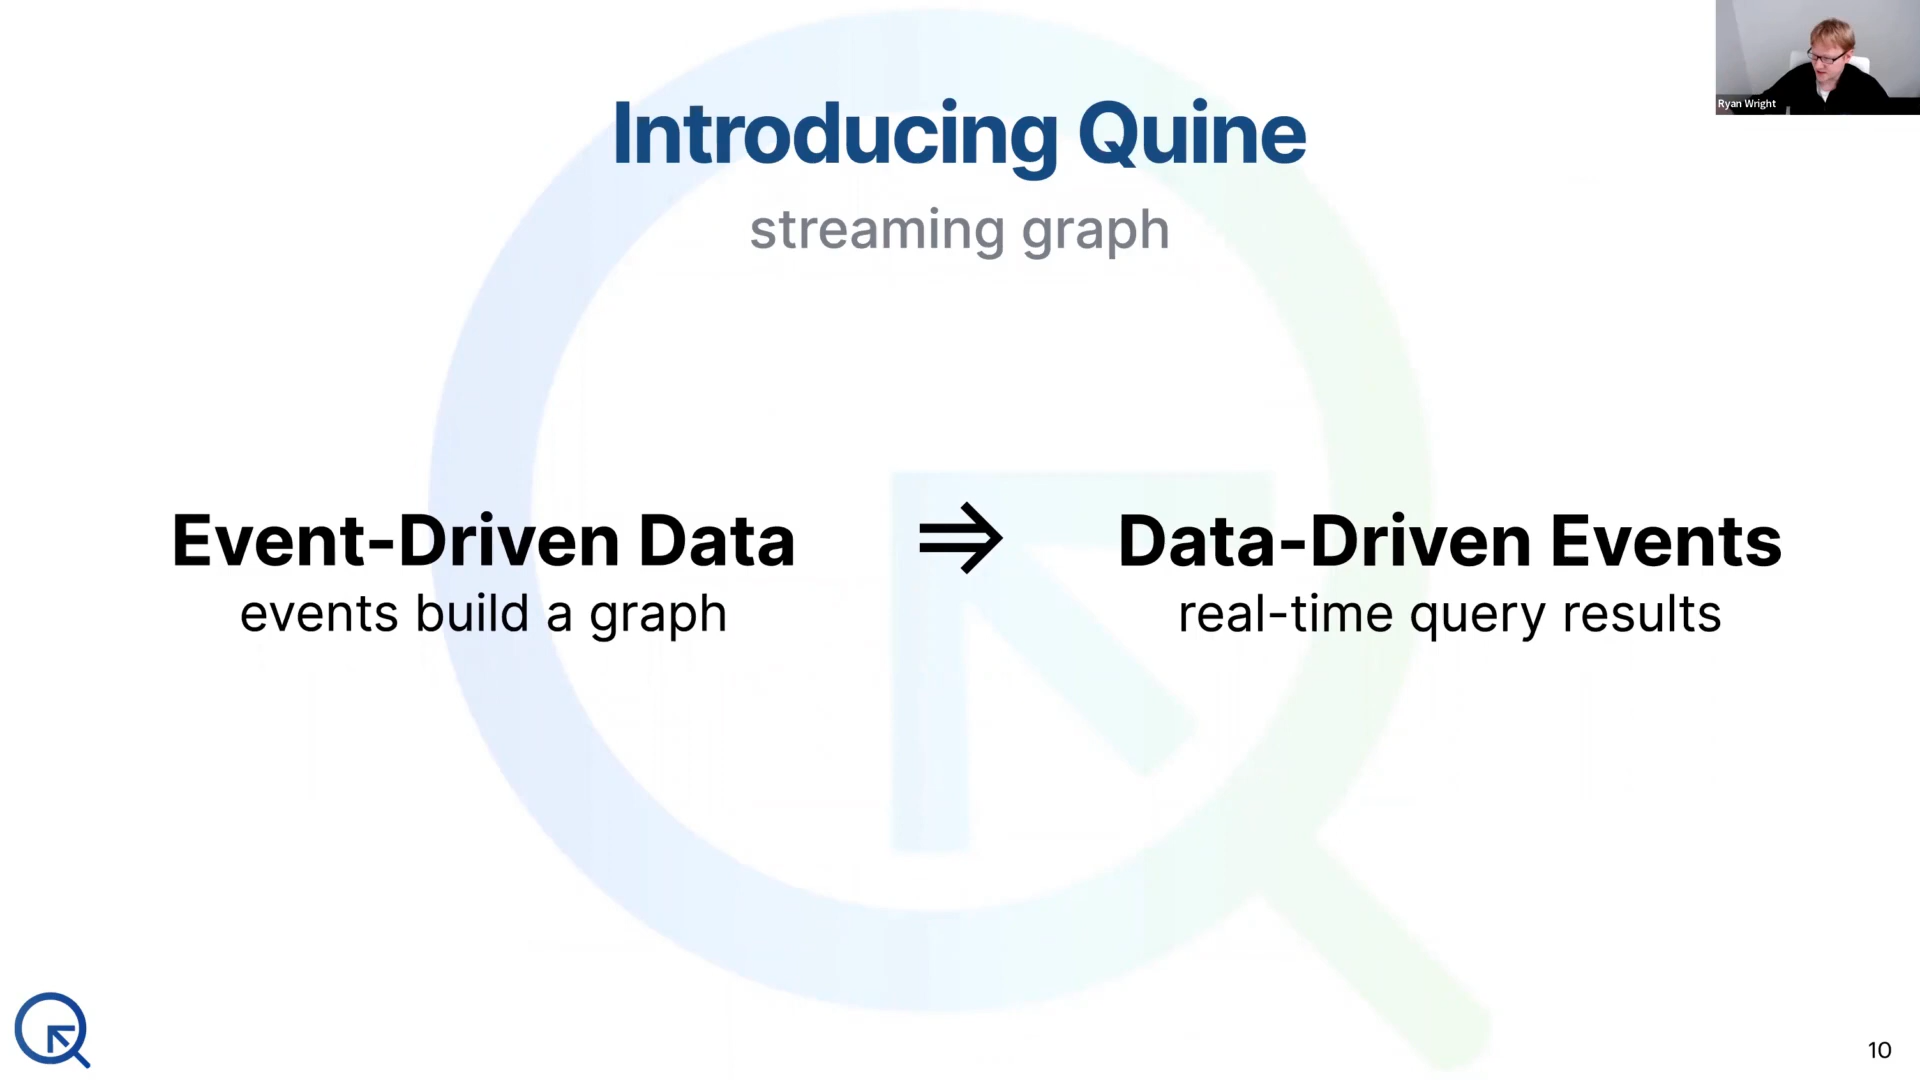 Introducing Quine
streaming graph
Ryan Wright
Event-Driven Data ⇒ Data-Driven Events
events build a graph
real-time query results
10